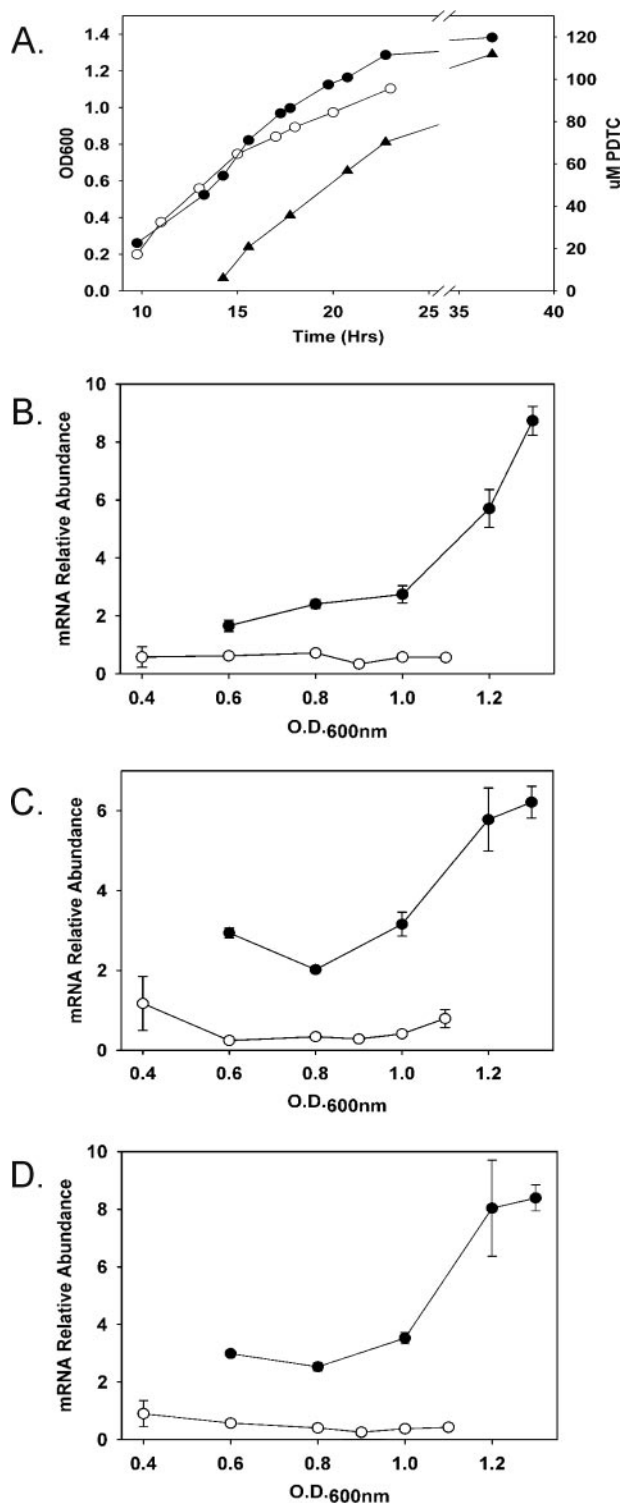 A.
1.4
1.2
1.0
0.8
0.6
0.4
0.2
0.0
OD600
120
100
80
60
40
20
0
uM PDTC
10 15 20 25 35 40
Time (Hrs)
B.
10
8
6
4
2
0
mRNA Relative Abundance
0.4 0.6 0.8 1.0 1.2
O.D.600nm
C.
6
4
2
0
mRNA Relative Abundance
0.4 0.6 0.8 1.0 1.2
O.D.600nm
D.
10
8
6
4
2
0
mRNA Relative Abundance
0.4 0.6 0.8 1.0 1.2
O.D.600nm